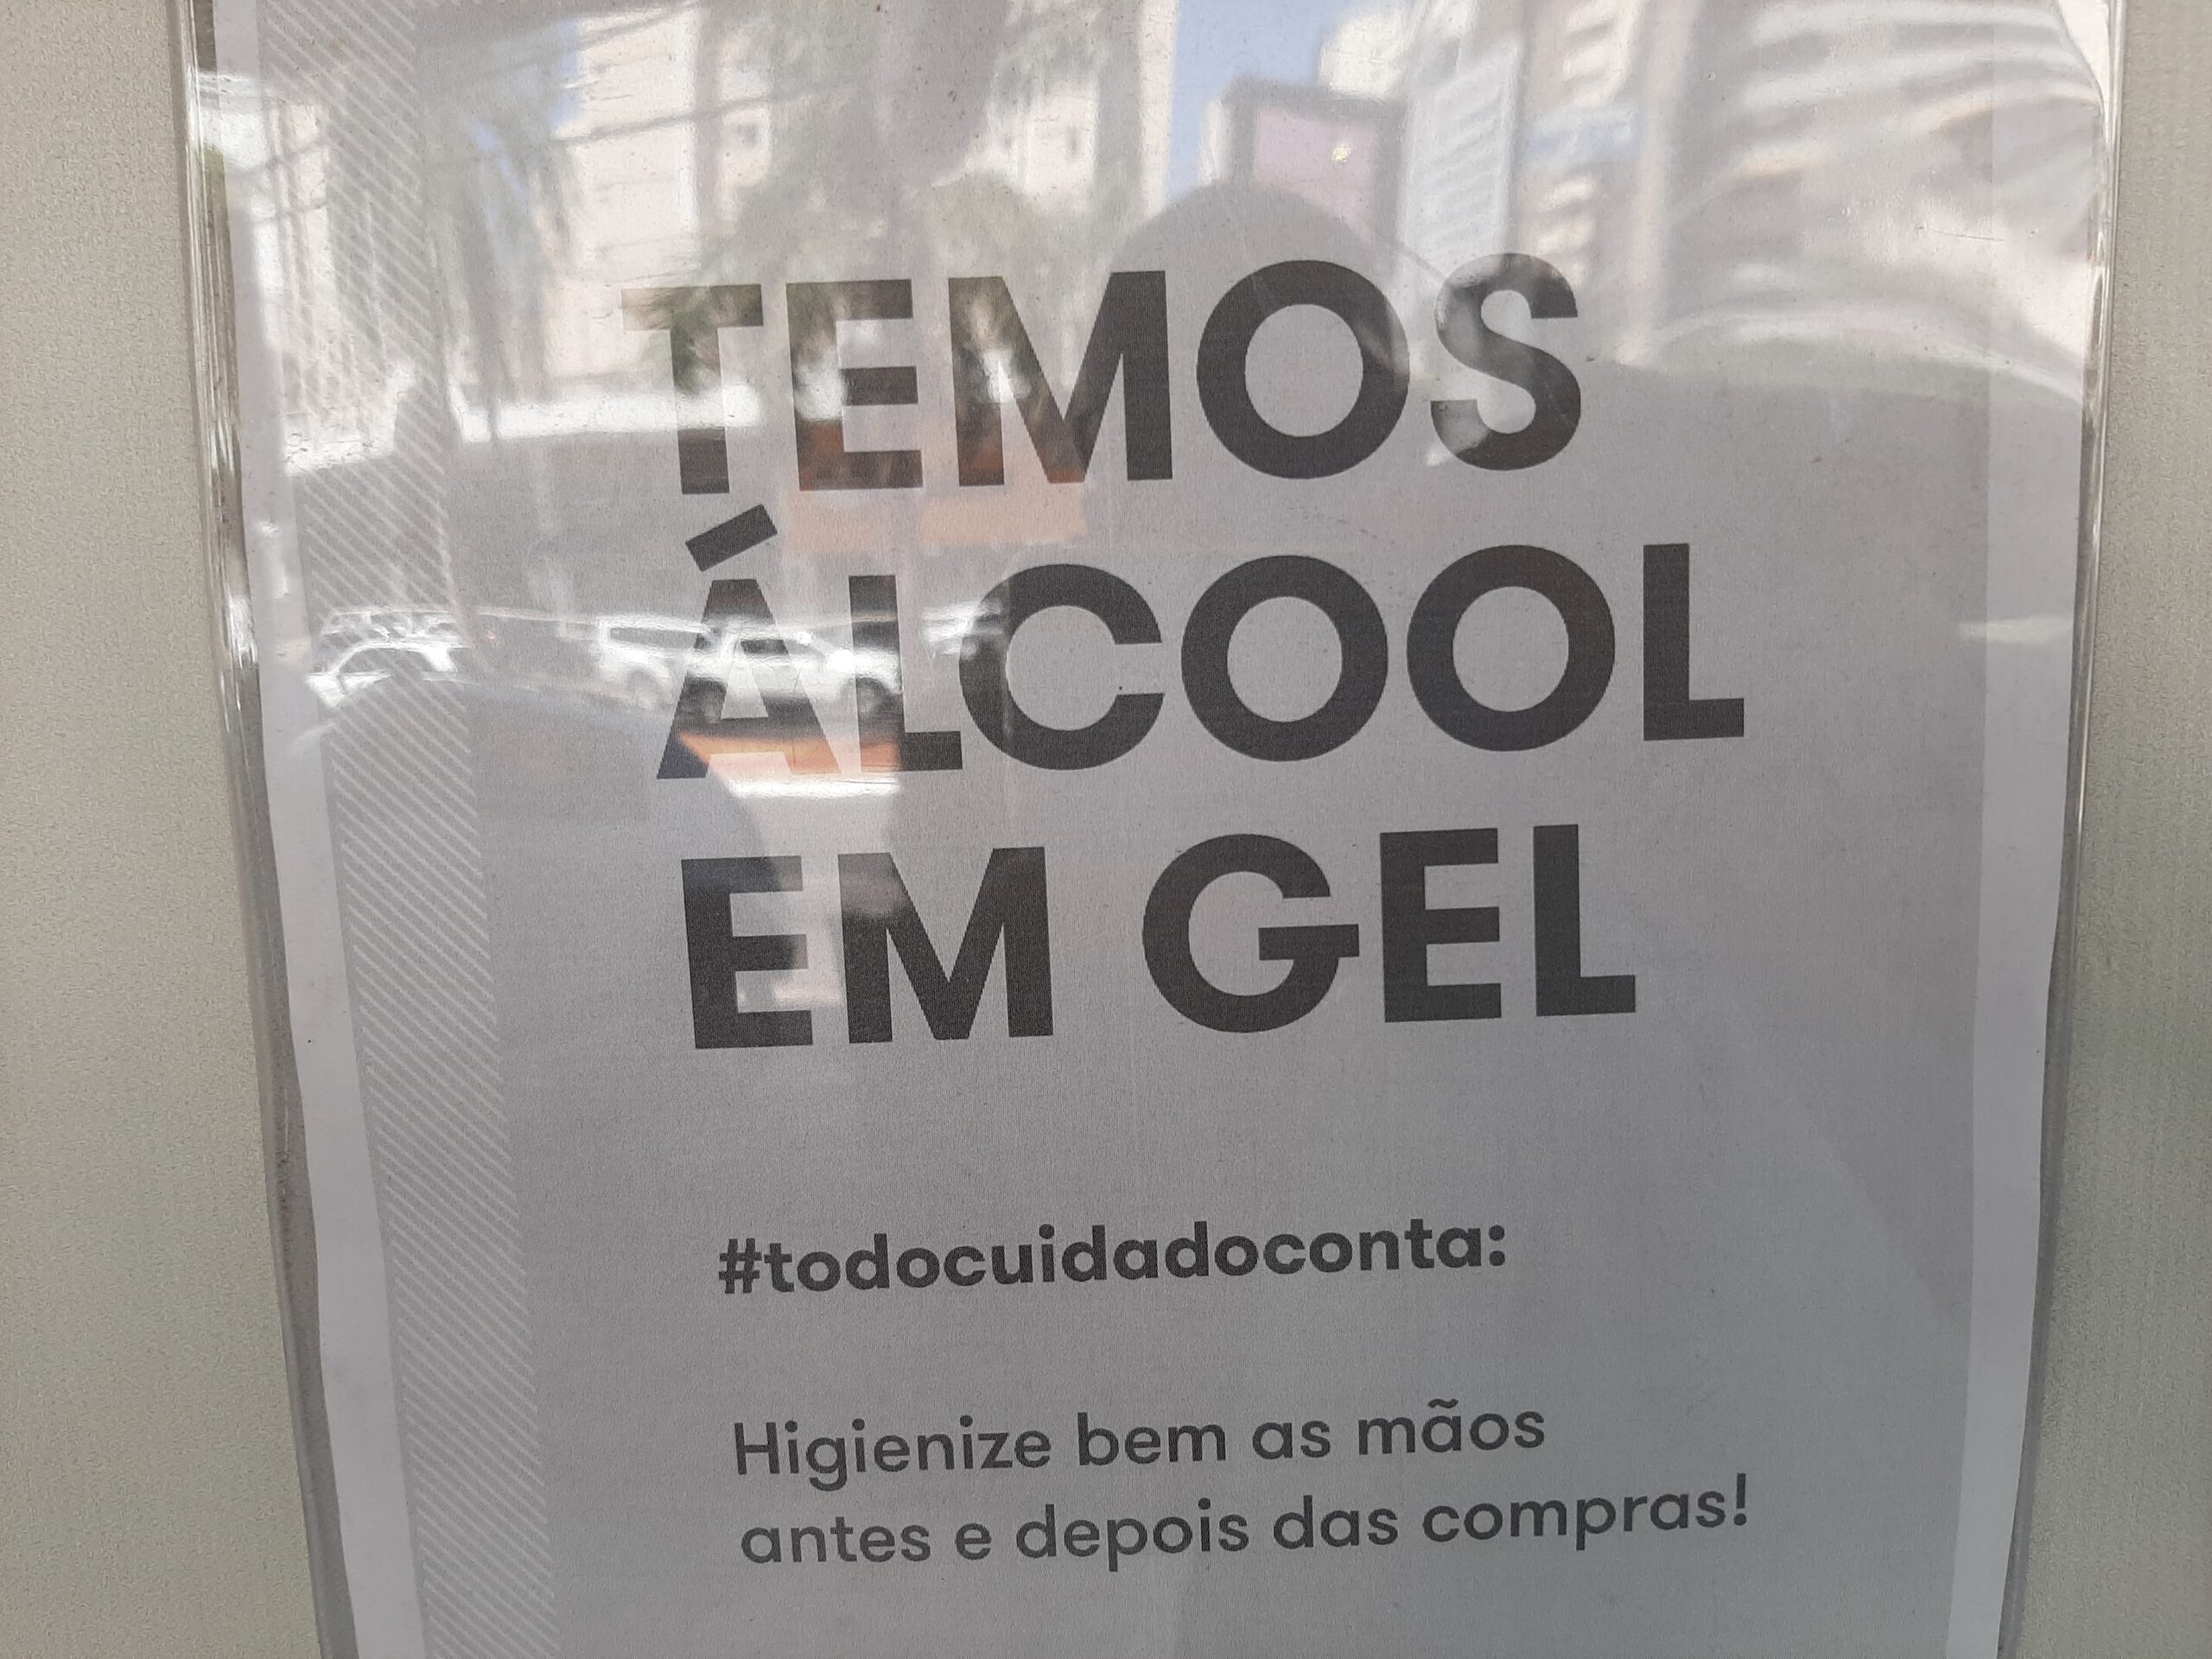 TEMOS
ÁLCOOL
EM GEL
#todocuidadoconta:
Higienize bem as mãos
antes e depois das compras!